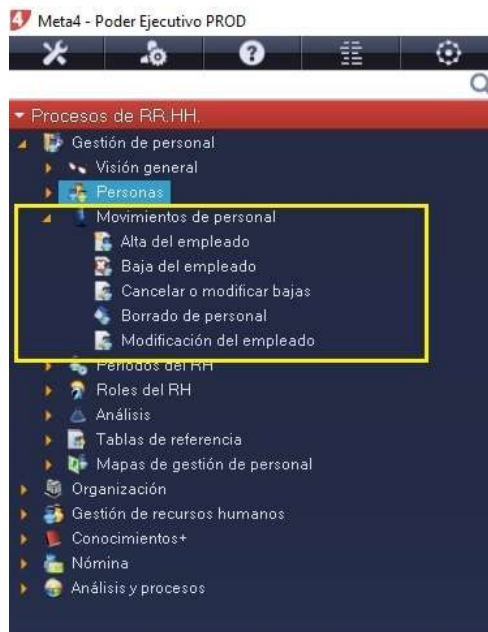 Meta4 - Poder Ejecutivo PROD
Procesos de RR.HH.
Gestión de personal
Visión general
Personas
Movimientos de personal
Alta del empleado
Baja del empleado
Cancelar o modificar bajas
Borrado de personal
Modificación del empleado
Períodos del RH
Roles del RH
Análisis
Tablas de referencia
Mapas de gestión de personal
Organización
Gestión de recursos humanos
Conocimientos+
Nómina
Análisis y procesos